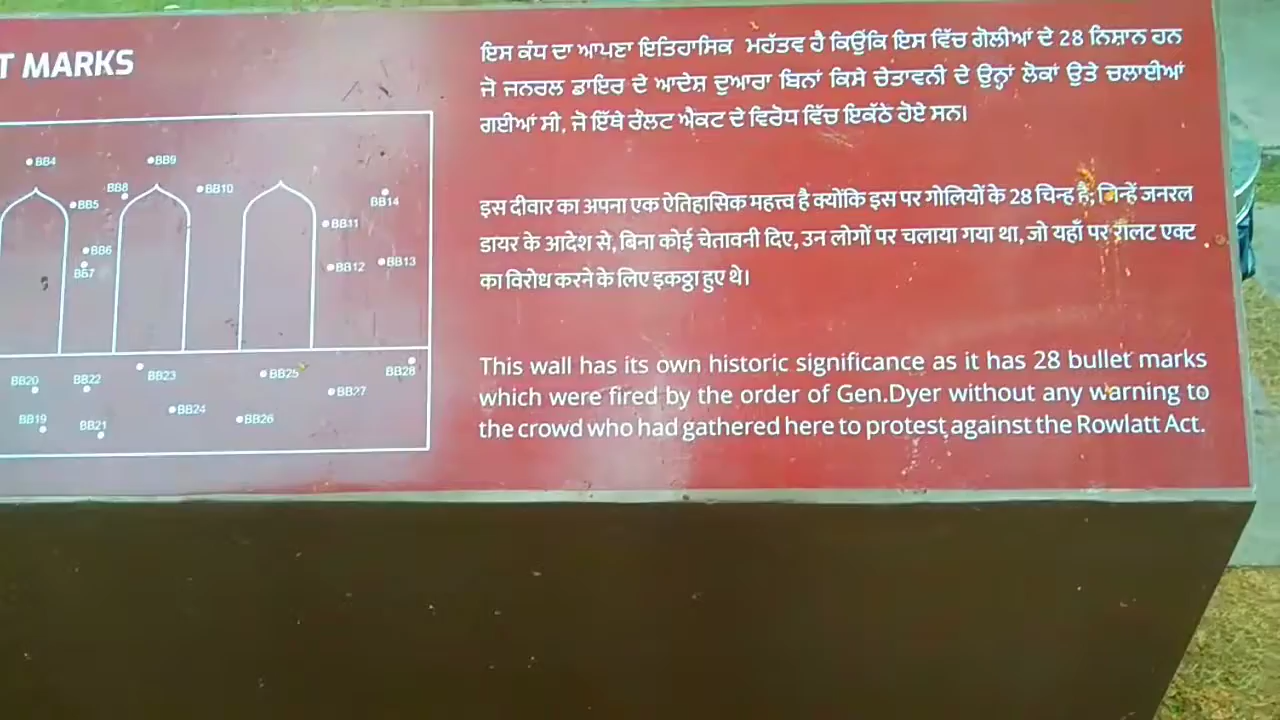 T MARKS
BB4
BB9
BB8
BB10
BB14
BB5
BB11
BB6
BB7
BB12
BB13
BB20
BB22
BB23
BB25
BB28
BB27
BB19
BB24
BB21
BB26
ਇਸ ਕੰਧ ਦਾ ਆਪਣਾ ਇਤਿਹਾਸਿਕ ਮਹੱਤਵ ਹੈ ਕਿਉਂਕਿ ਇਸ ਵਿੱਚ ਗੋਲੀਆਂ ਦੇ 28 ਨਿਸ਼ਾਨ ਹਨ
ਜੋ ਜਨਰਲ ਡਾਇਰ ਦੇ ਆਦੇਸ਼ ਦੁਆਰਾ ਬਿਨਾਂ ਕਿਸੇ ਚੇਤਾਵਨੀ ਦੇ ਉਨ੍ਹਾਂ ਲੋਕਾਂ ਉਤੇ ਚਲਾਈਆਂ
ਗਈਆਂ ਸੀ, ਜੋ ਇੱਥੇ ਰੌਲਟ ਐਕਟ ਦੇ ਵਿਰੋਧ ਵਿੱਚ ਇਕੱਠੇ ਹੋਏ ਸਨ।
इस दीवार का अपना एक ऐतिहासिक महत्त्व है क्योंकि इस पर गोलियों के 28 चिन्ह है; जिन्हें जनरल
डायर के आदेश से, बिना कोई चेतावनी दिए, उन लोगों पर चलाया गया था, जो यहाँ पर रॉलट एक्ट
का विरोध करने के लिए इकठ्ठा हुए थे।
This wall has its own historic significance as it has 28 bullet marks
which were fired by the order of Gen.Dyer without any warning to
the crowd who had gathered here to protest against the Rowlatt Act.